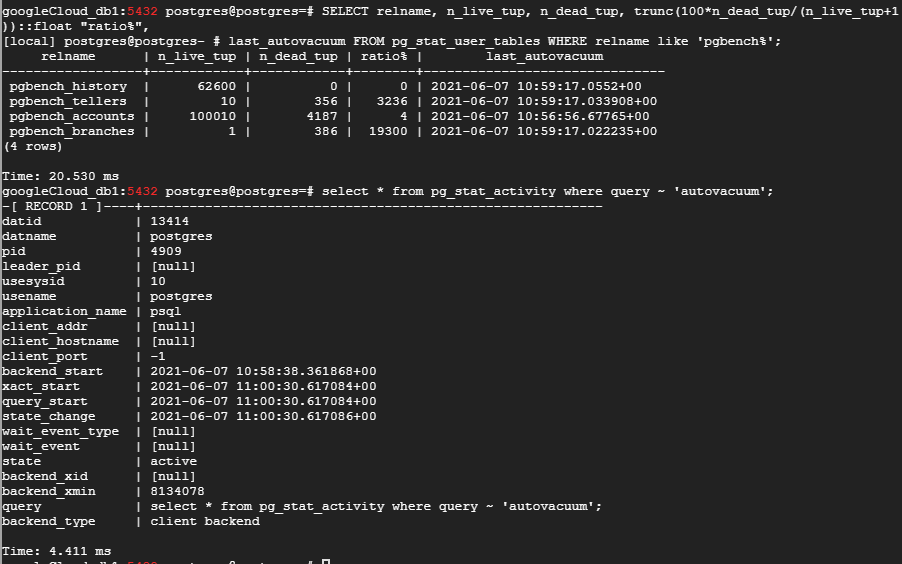 googleCloud_db1:5432 postgres@postgres=# SELECT relname, n_live_tup, n_dead_tup, trunc(100*n_dead_tup/(n_live_tup+1
))::float "ratio%",
[local] postgres@postgres- # last_autovacuum FROM pg_stat_user_tables WHERE relname like 'pgbench%';
     relname      | n_live_tup | n_dead_tup | ratio% |        last_autovacuum
------------------+------------+------------+--------+-------------------------------
 pgbench_history  |      62600 |          0 |      0 | 2021-06-07 10:59:17.0552+00
 pgbench_tellers  |         10 |        356 |   3236 | 2021-06-07 10:59:17.033908+00
 pgbench_accounts |     100010 |       4187 |      4 | 2021-06-07 10:56:56.67765+00
 pgbench_branches |          1 |        386 |  19300 | 2021-06-07 10:59:17.022235+00
(4 rows)
Time: 20.530 ms
googleCloud_db1:5432 postgres@postgres=# select * from pg_stat_activity where query ~ 'autovacuum';
-[ RECORD 1 ]----+--------------------------------------------------------
datid            | 13414
datname          | postgres
pid              | 4909
leader_pid       | [null]
usesysid         | 10
usename          | postgres
application_name | psql
client_addr      | [null]
client_hostname  | [null]
client_port      | -1
backend_start    | 2021-06-07 10:58:38.361868+00
xact_start       | 2021-06-07 11:00:30.617084+00
query_start      | 2021-06-07 11:00:30.617084+00
state_change     | 2021-06-07 11:00:30.617086+00
wait_event_type  | [null]
wait_event       | [null]
state            | active
backend_xid      | [null]
backend_xmin     | 8134078
query            | select * from pg_stat_activity where query ~ 'autovacuum';
backend_type     | client backend
Time: 4.411 ms